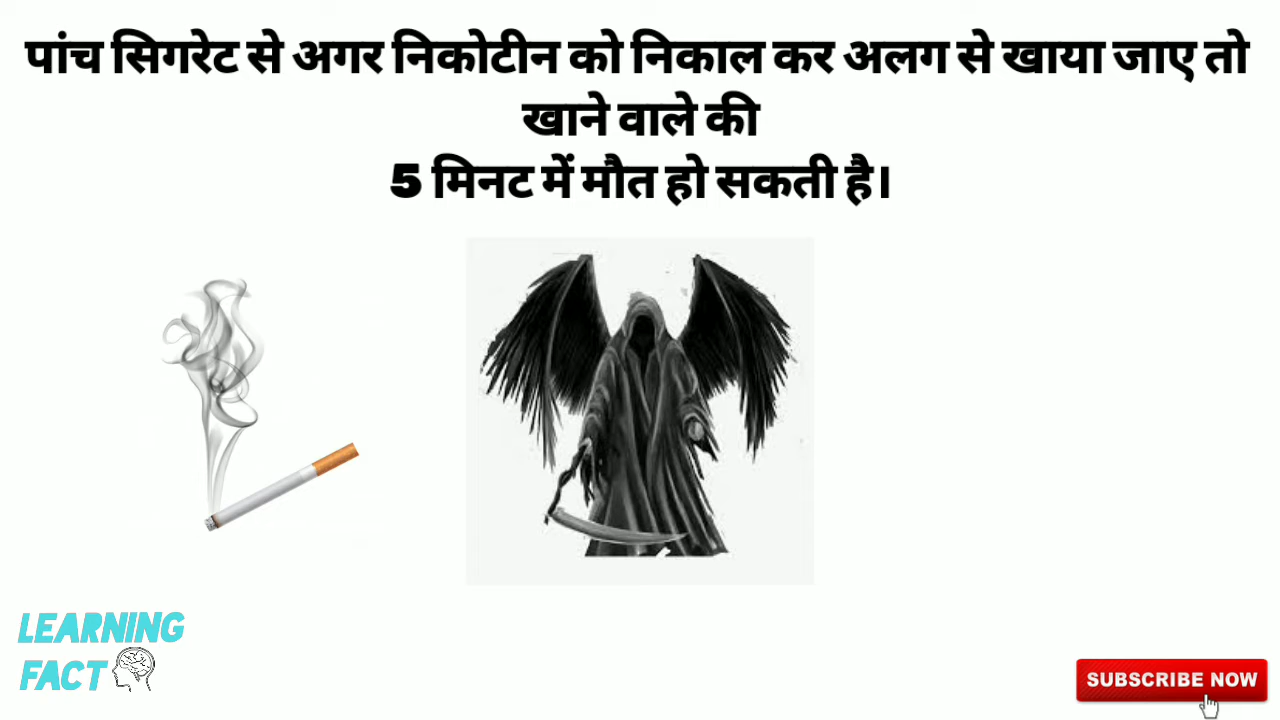 पांच सिगरेट से अगर निकोटीन को निकाल कर अलग से खाया जाए तो
खाने वाले की
5 मिनट में मौत हो सकती है।
LEARNING
FACT
SUBSCRIBE NOW